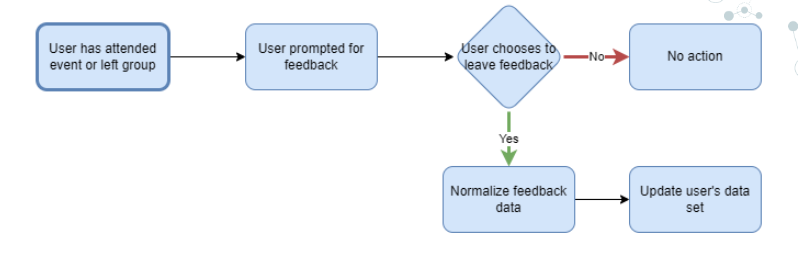 User has attended
event or left group
User prompted for
feedback
User chooses to
leave feedback
No
No action
Yes
Normalize feedback
data
Update user's data
set